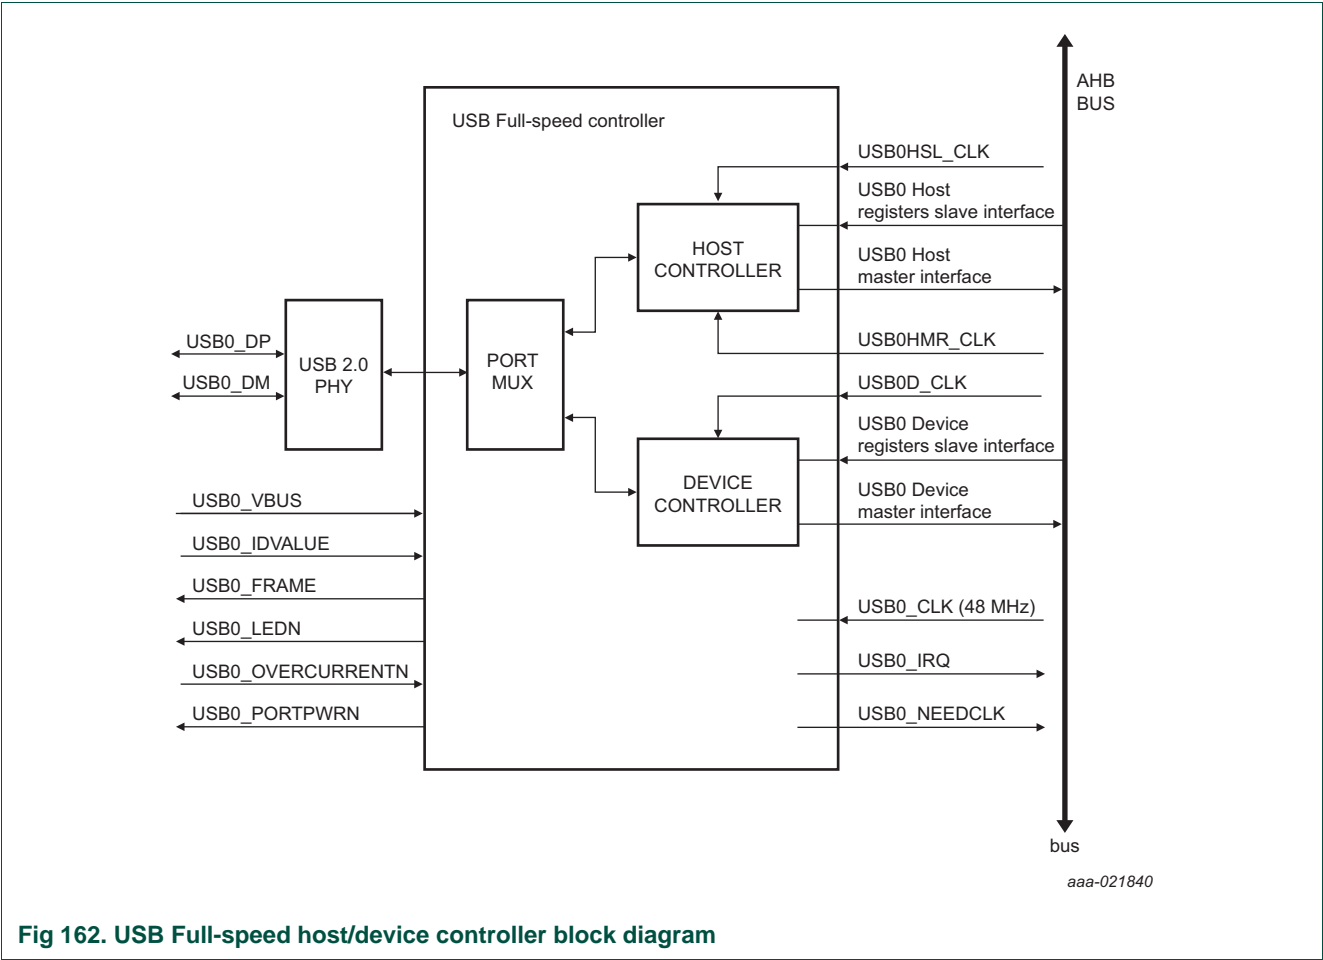 AHB
BUS
USB Full-speed controller
USB0HSL_CLK
USB0 Host
registers slave interface
HOST
CONTROLLER
USB0 Host
master interface
USB0_DP
USB0_DM
USB 2.0
PHY
PORT
MUX
USB0HMR_CLK
USB0D_CLK
USB0 Device
registers slave interface
DEVICE
CONTROLLER
USB0 Device
master interface
USB0_VBUS
USB0_IDVALUE
USB0_FRAME
USB0_LEDN
USB0_OVERCURRENTN
USB0_PORTPWRN
USB0_CLK (48 MHz)
USB0_IRQ
USB0_NEEDCLK
bus
aaa-021840
Fig 162. USB Full-speed host/device controller block diagram